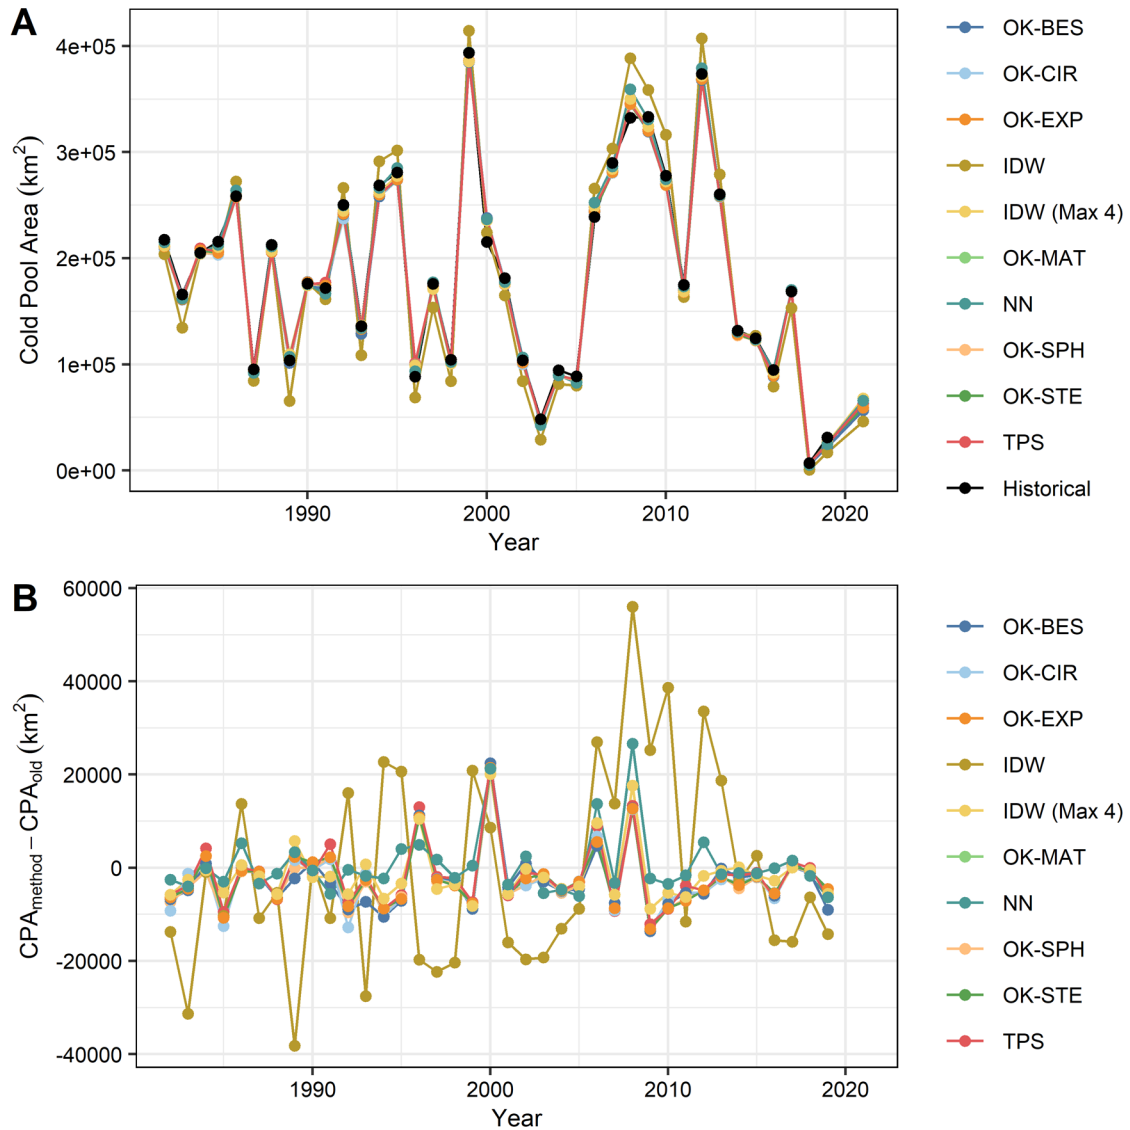 A
Cold Pool Area (km²)
4e+05
3e+05
2e+05
1e+05
0e+00
1990
2000
2010
2020
Year
OK-BES
OK-CIR
OK-EXP
IDW
IDW (Max 4)
OK-MAT
NN
OK-SPH
OK-STE
TPS
Historical
B
CPAmethod − CPAold (km²)
60000
40000
20000
0
-20000
-40000
1990
2000
2010
2020
Year
OK-BES
OK-CIR
OK-EXP
IDW
IDW (Max 4)
OK-MAT
NN
OK-SPH
OK-STE
TPS